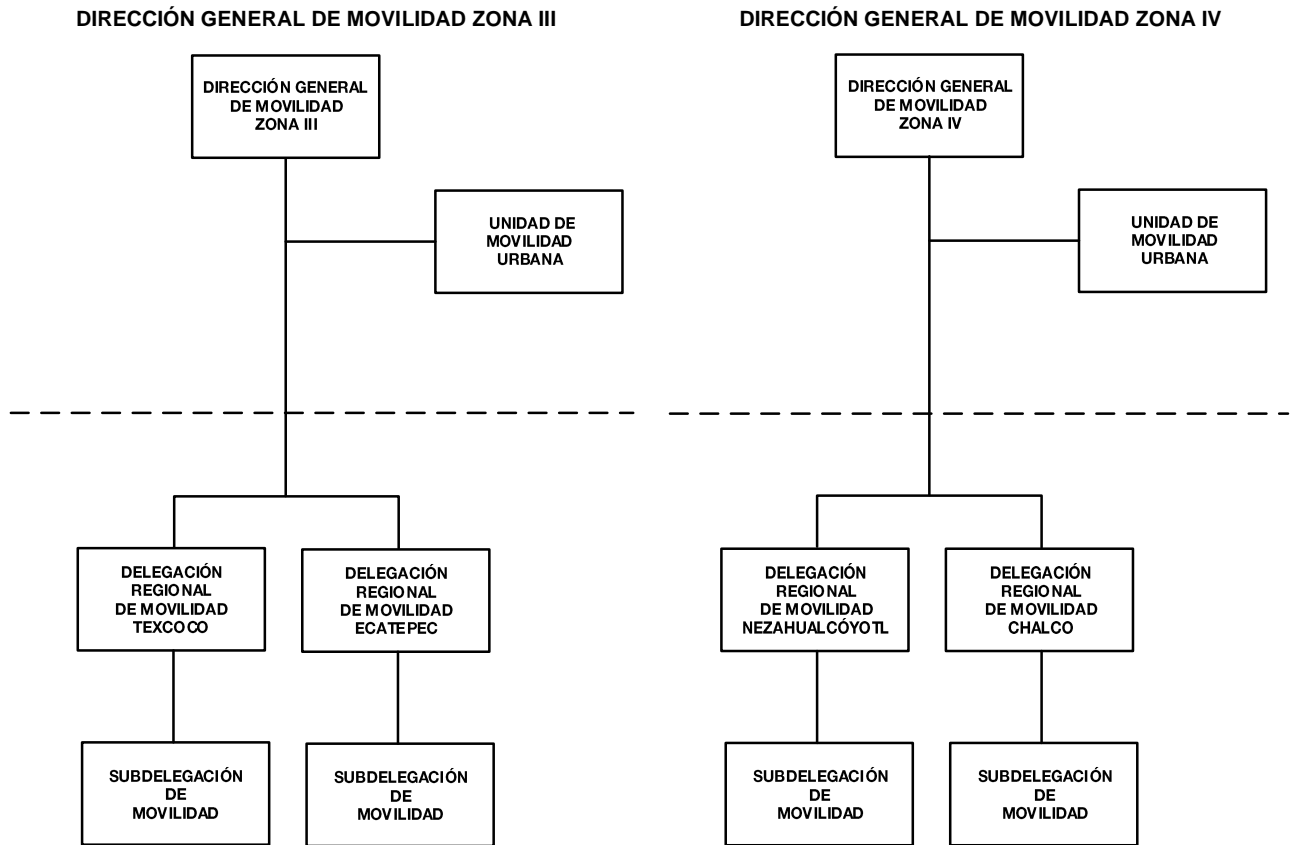 DIRECCIÓN GENERAL DE MOVILIDAD ZONA III
DIRECCIÓN GENERAL
DE MOVILIDAD
ZONA III
UNIDAD DE
MOVILIDAD
URBANA
DELEGACIÓN
REGIONAL
DE MOVILIDAD
TEXCOCO
DELEGACIÓN
REGIONAL
DE MOVILIDAD
ECATEPEC
SUBDELEGACIÓN
DE
MOVILIDAD
SUBDELEGACIÓN
DE
MOVILIDAD
DIRECCIÓN GENERAL DE MOVILIDAD ZONA IV
DIRECCIÓN GENERAL
DE MOVILIDAD
ZONA IV
UNIDAD DE
MOVILIDAD
URBANA
DELEGACIÓN
REGIONAL
DE MOVILIDAD
NEZAHUALCÓYOTL
DELEGACIÓN
REGIONAL
DE MOVILIDAD
CHALCO
SUBDELEGACIÓN
DE
MOVILIDAD
SUBDELEGACIÓN
DE
MOVILIDAD